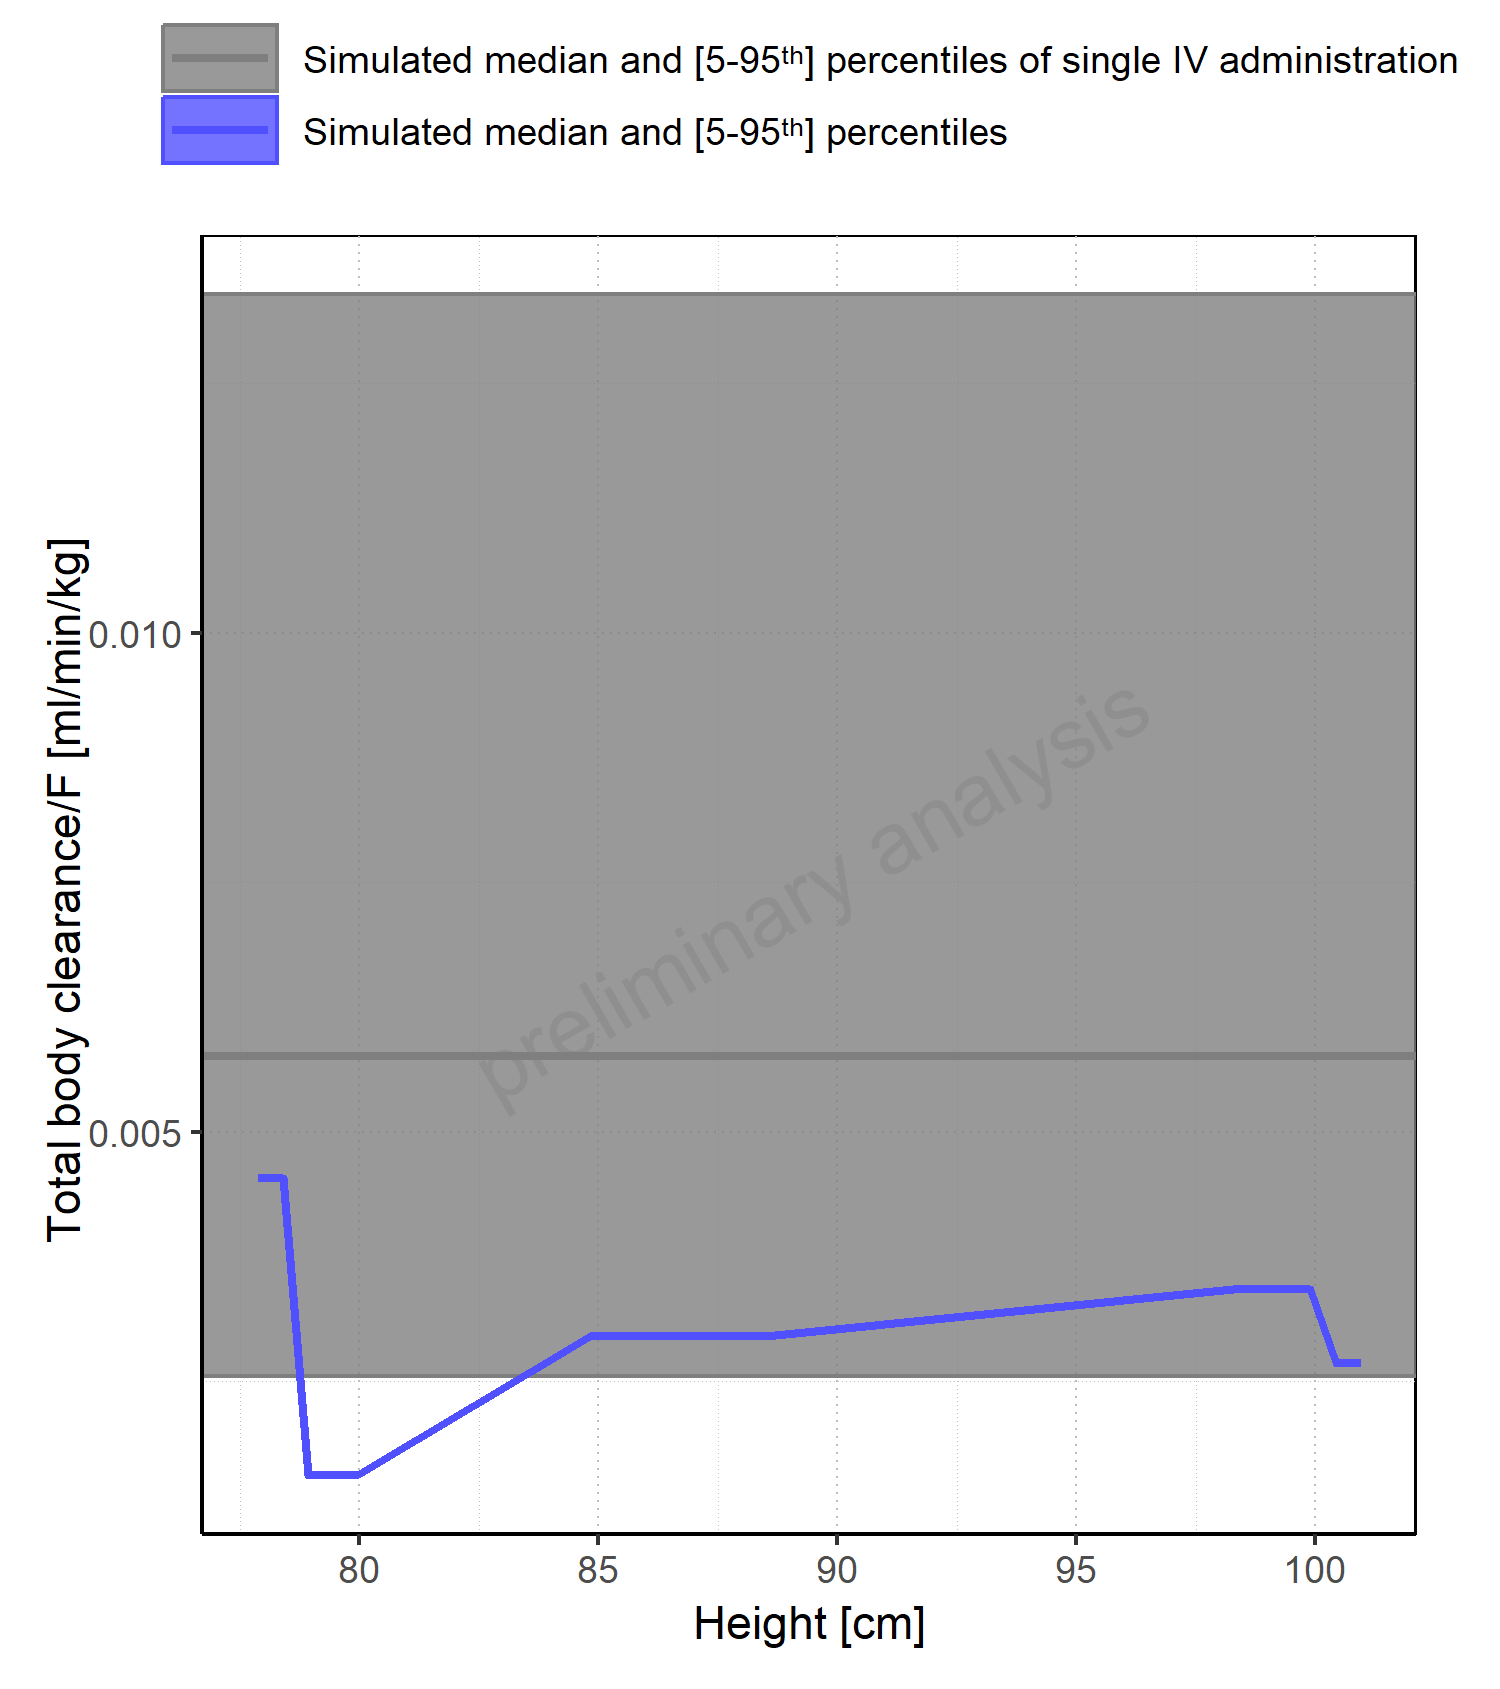 Simulated median and [5-95th] percentiles of single IV administration
Simulated median and [5-95th] percentiles
Total body clearance/F [ml/min/kg]
0.010
0.005
preliminary analysis
80 85 90 95 100
Height [cm]